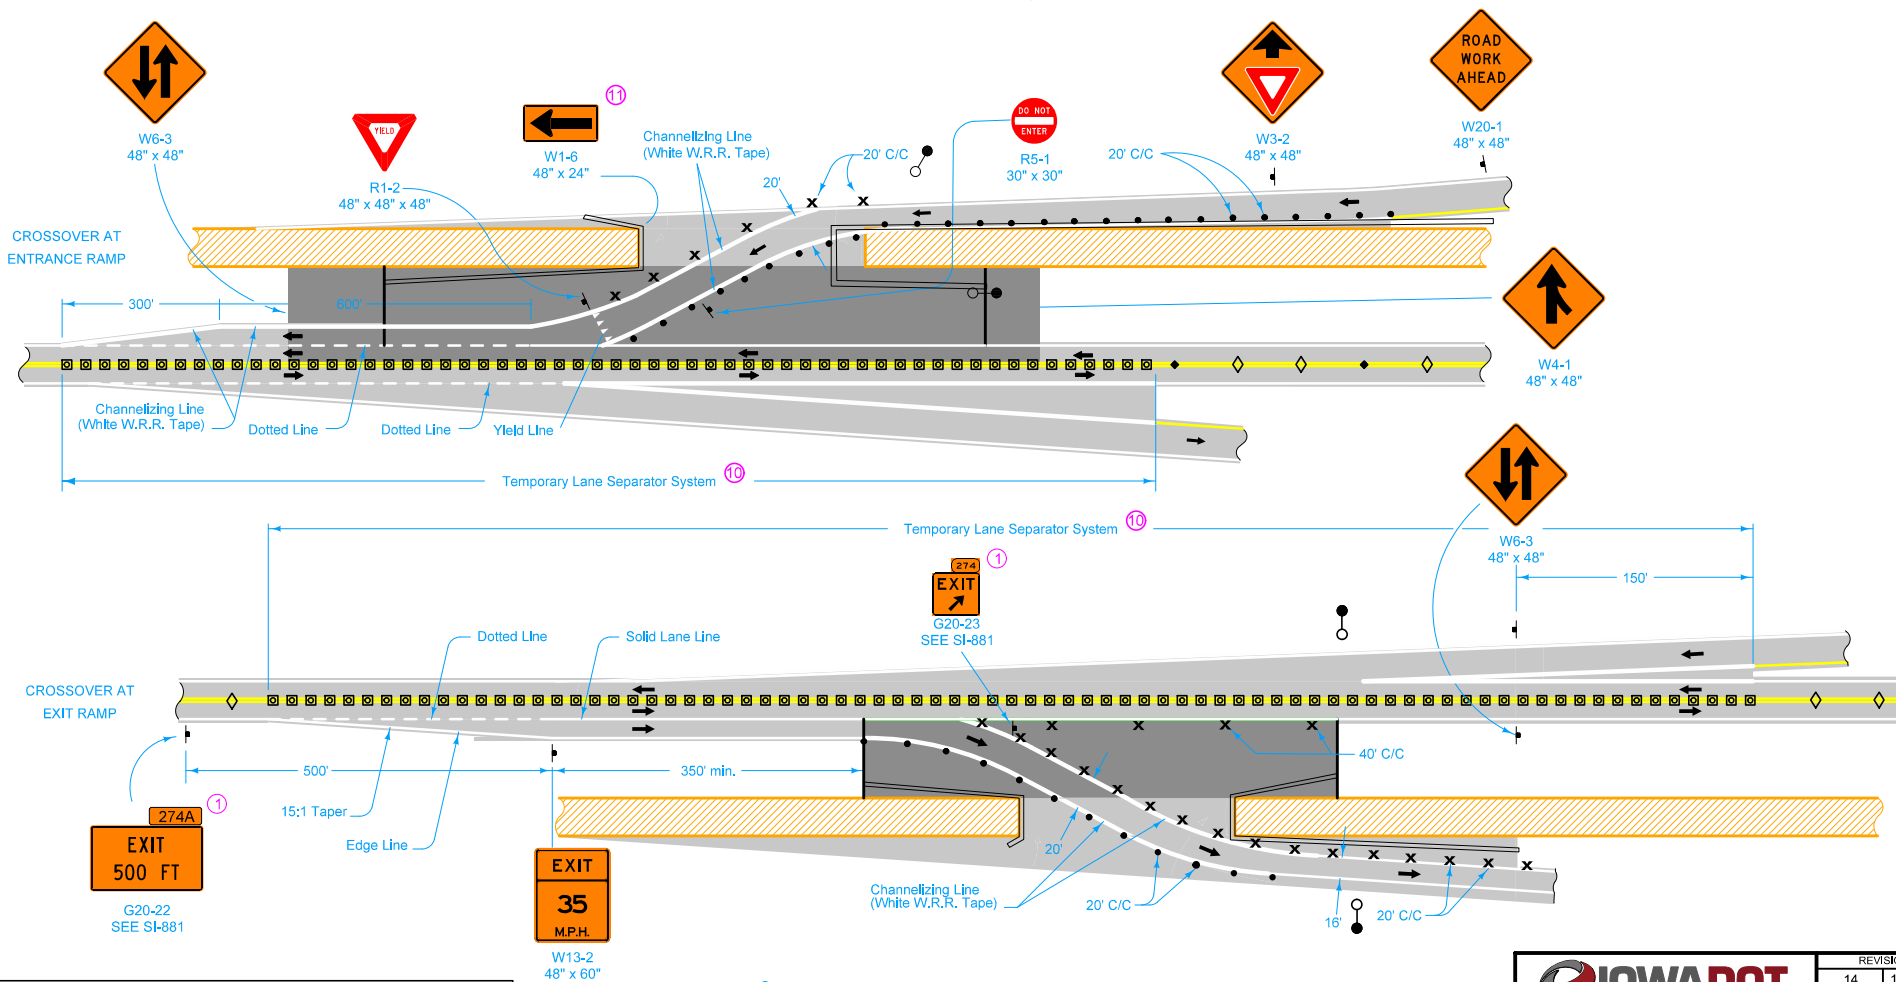 W6-3
48" x 48"
YIELD
R1-2
48" x 48" x 48"
11
W1-6
48" x 24"
Channelizing Line
(White W.R.R. Tape)
20' C/C
20'
DO NOT
ENTER
R5-1
30" x 30"
20' C/C
W3-2
48" x 48"
ROAD
WORK
AHEAD
W20-1
48" x 48"
CROSSOVER AT
ENTRANCE RAMP
300'
600'
W4-1
48" x 48"
Channelizing Line
(White W.R.R. Tape)
Dotted Line
Dotted Line
Yield Line
Temporary Lane Separator System
10
Temporary Lane Separator System
10
W6-3
48" x 48"
150'
274
EXIT
1
G20-23
SEE SI-881
Dotted Line
Solid Lane Line
CROSSOVER AT
EXIT RAMP
500'
350' min.
40' C/C
15:1 Taper
Edge Line
274A
1
EXIT
500 FT
G20-22
SEE SI-881
EXIT
35
M.P.H.
W13-2
48" x 60"
20'
Channelizing Line
(White W.R.R. Tape)
20' C/C
16'
20' C/C
IOWADOT
14